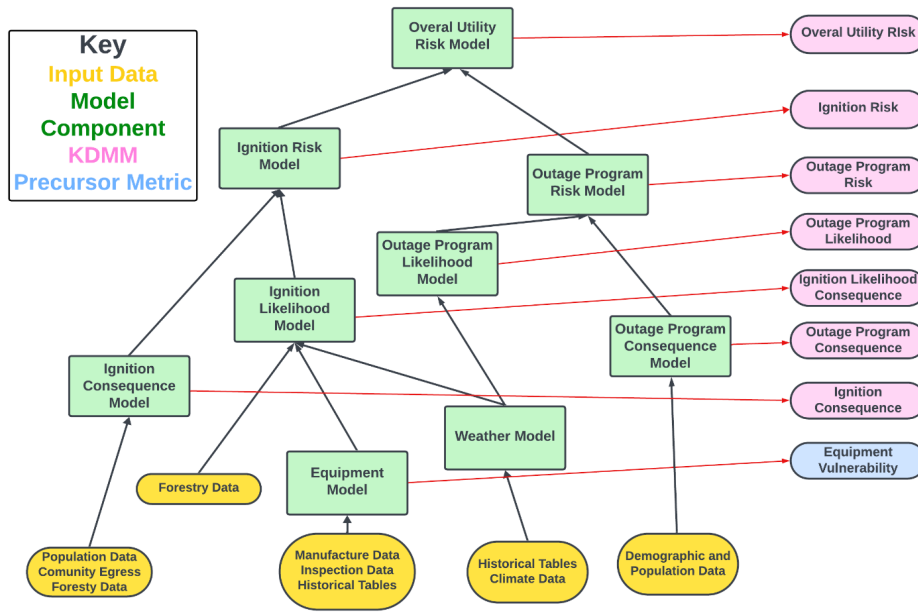 Key
Input Data
Model
Component
KDMM
Precursor Metric
Overal Utility
Risk Model
Overal Utility RIsk
Ignition Risk
Ignition Risk
Model
Outage Program
Risk Model
Outage Program
Risk
Outage Program
Likelihood Model
Outage Program
Likelihood
Ignition
Likelihood
Model
Ignition Likelihood
Consequence
Outage Program
Consequence
Model
Outage Program
Consequence
Ignition
Consequence
Model
Ignition
Consequence
Weather Model
Equipment
Vulnerability
Forestry Data
Equipment
Model
Population Data
Comunity Egress
Foresty Data
Manufacture Data
Inspection Data
Historical Tables
Historical Tables
Climate Data
Demographic and
Population Data